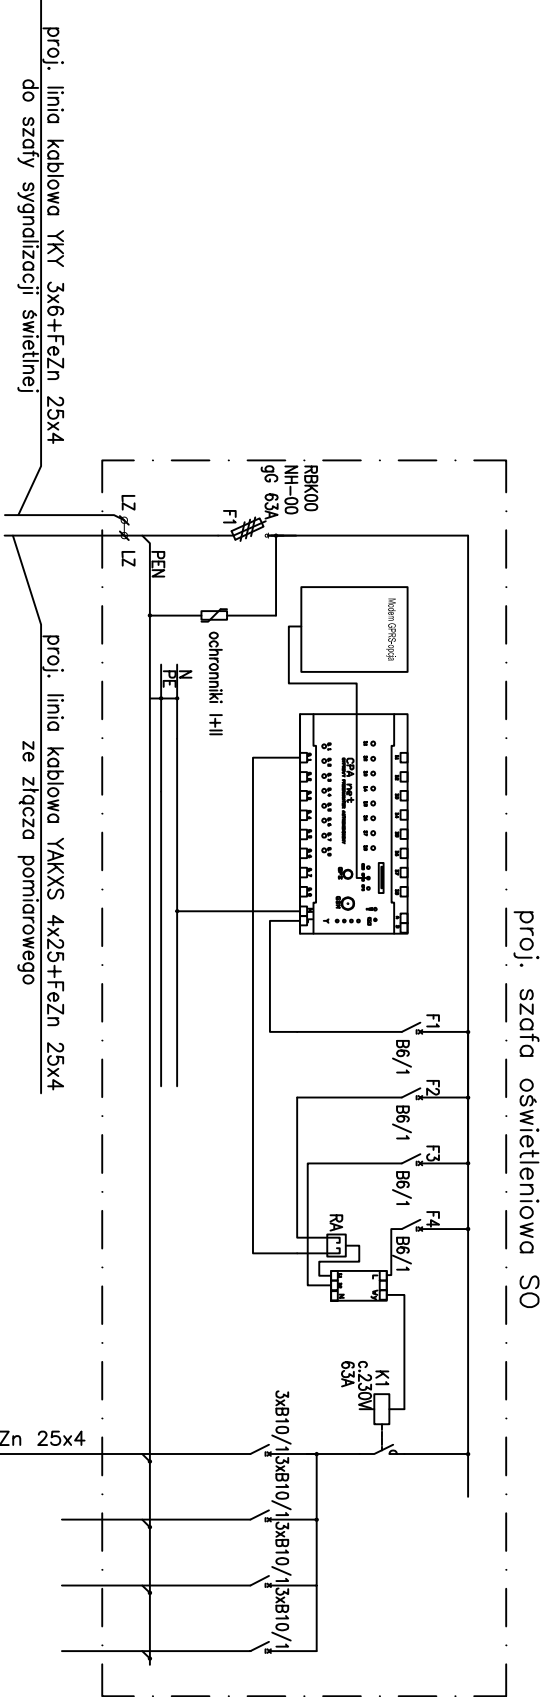 proj. szafa oświetleniowa SO
proj. linia kablowa YKY 3x6+FeZn 25x4
do szafy sygnalizacji świetlnej
proj. linia kablowa YAKXS 4x25+FeZn 25x4
ze złącza pomiarowego
RBK00
NH-00
gG 63A
F1
LZ
LZ
PEN
ochronniki I+II
N
PE
Modem GPRS-opcja
CPA net
F1
B6/1
F2
B6/1
F3
B6/1
F4
B6/1
RA
L
Wy
N
K1
c.230V
63A
3xB10/1
3xB10/1
3xB10/1
3xB10/1
Zn 25x4